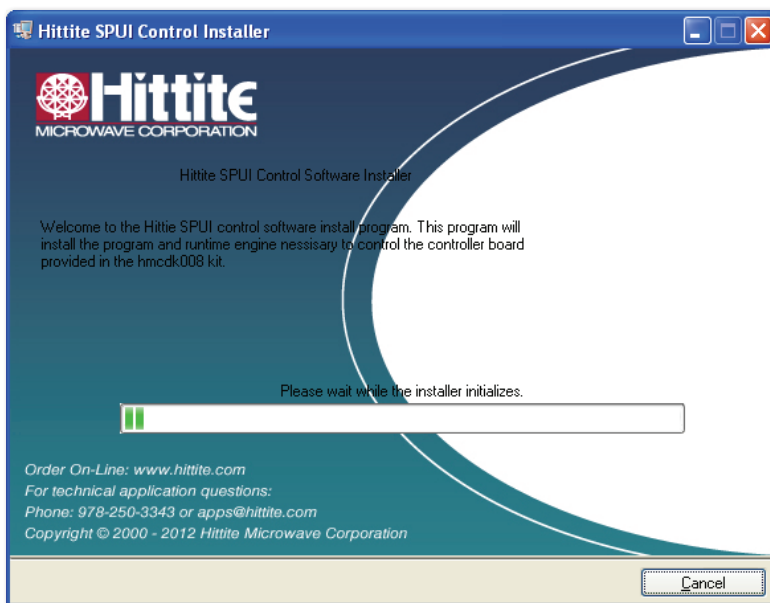 Hittite SPUI Control Installer
Hittite
MICROWAVE CORPORATION
Hittite SPUI Control Software Installer
Welcome to the Hittie SPUI control software install program. This program will
install the program and runtime engine nessisary to control the controller board
provided in the hmcdk008 kit.
Please wait while the installer initializes.
Order On-Line: www.hittite.com
For technical application questions:
Phone: 978-250-3343 or apps@hittite.com
Copyright © 2000 - 2012 Hittite Microwave Corporation
Cancel